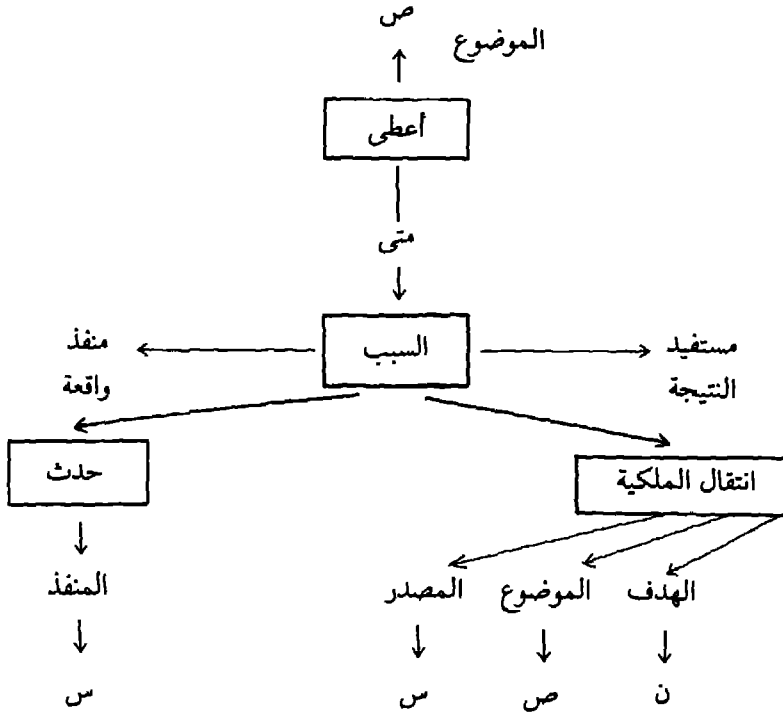 ص
الموضوع
أعطى
متى
مستفيد
السبب
منفذ
النتيجة
واقعة
انتقال الملكية
حدث
الهدف
الموضوع
المصدر
المنفذ
ن
ص
س
س